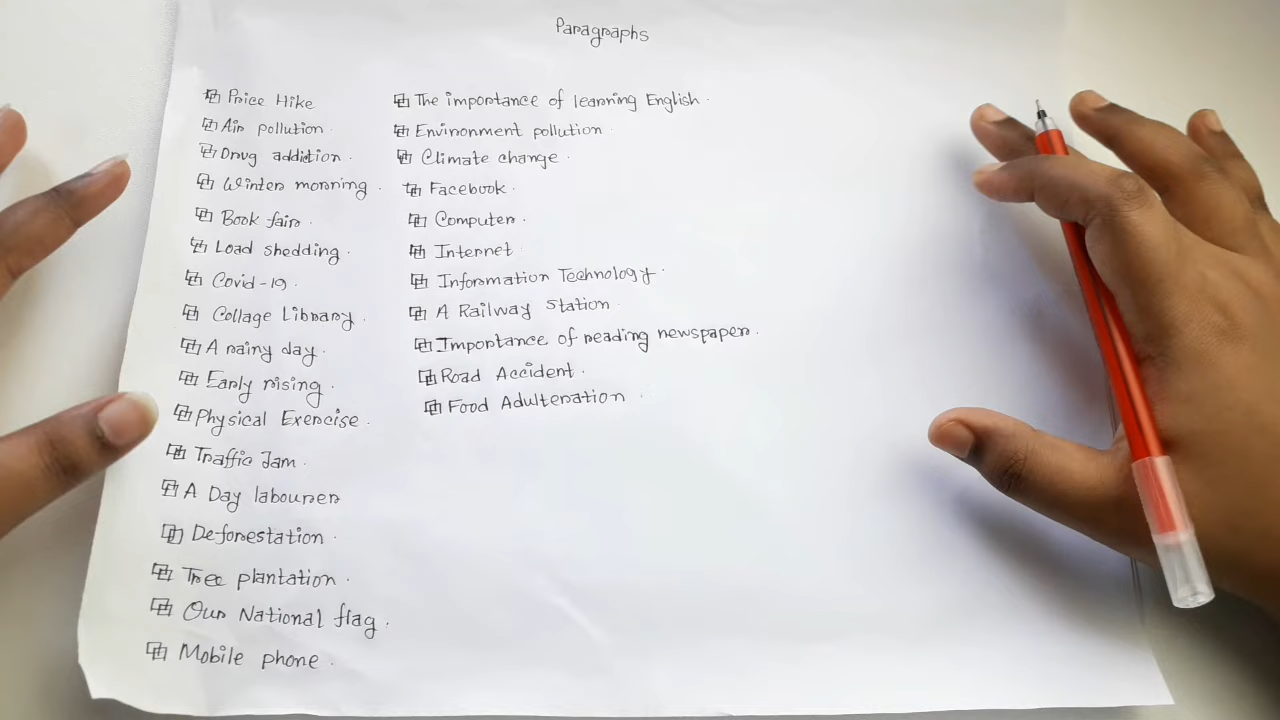 Paragraphs
Price Hike
Air pollution.
Drug addiction.
Winter morning.
Book fair.
Load shedding.
Covid-19.
Collage Library.
A rainy day.
Early rising.
Physical Exercise.
Traffic Jam.
A Day labourer
Deforestation.
Tree plantation.
Our National flag.
Mobile phone.
The importance of learning English.
Environment pollution.
Climate change.
Facebook.
Computer.
Internet
Information Technology.
A Railway Station.
Importance of reading newspaper.
Road Accident.
Food Adulteration.